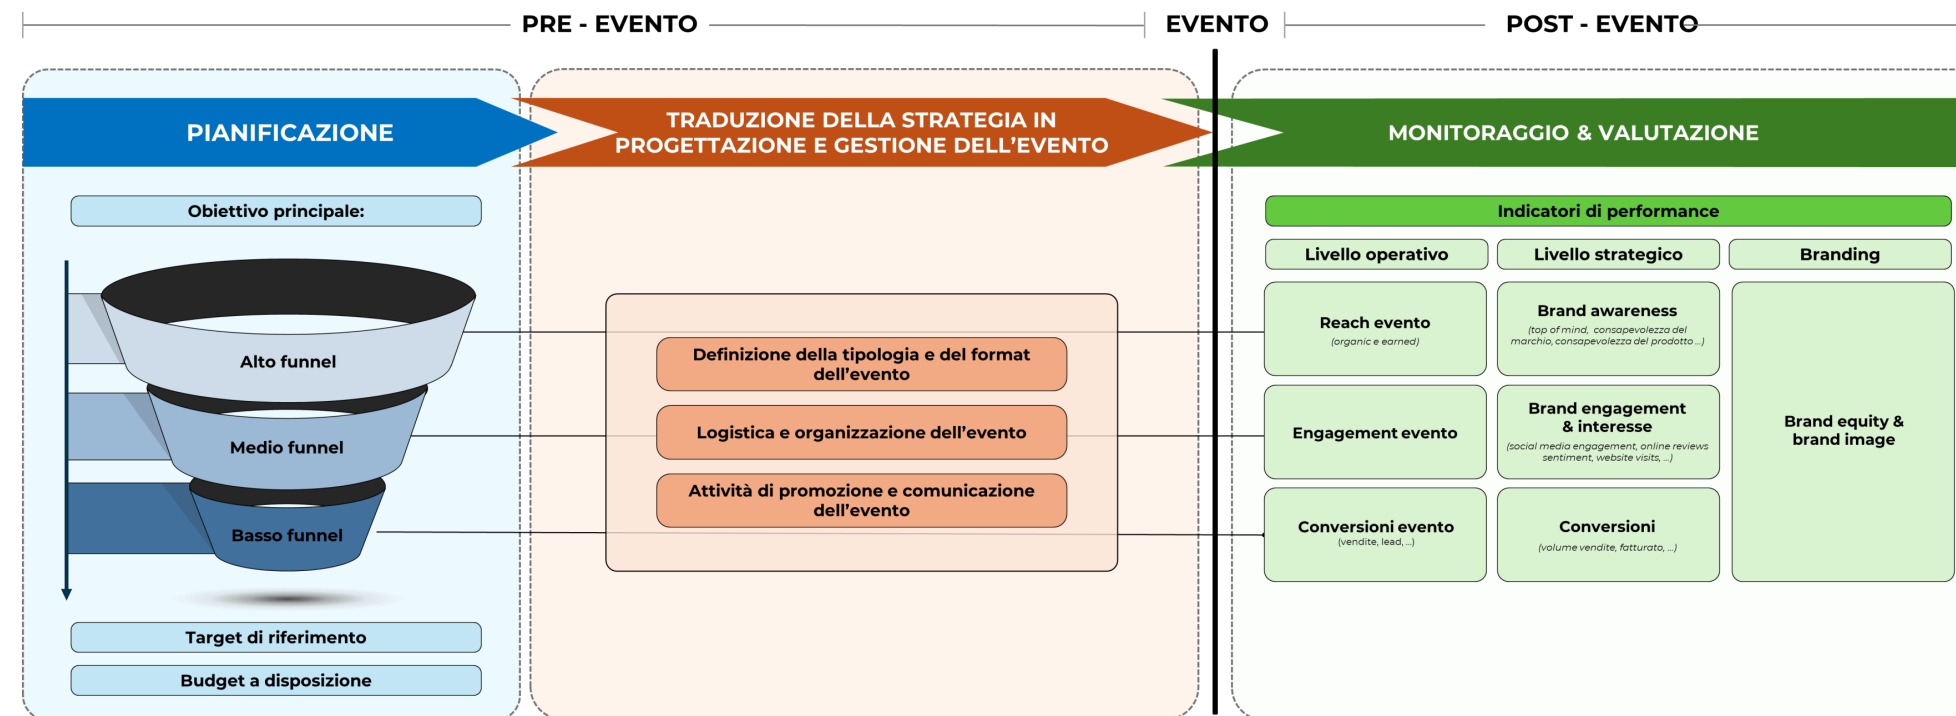 PRE - EVENTO
EVENTO
POST - EVENTO
PIANIFICAZIONE
TRADUZIONE DELLA STRATEGIA IN
PROGETTAZIONE E GESTIONE DELL'EVENTO
MONITORAGGIO & VALUTAZIONE
Obiettivo principale:
Alto funnel
Medio funnel
Basso funnel
Target di riferimento
Budget a disposizione
Definizione della tipologia e del format
dell'evento
Logistica e organizzazione dell'evento
Attività di promozione e comunicazione
dell'evento
Indicatori di performance
Livello operativo
Livello strategico
Branding
Reach evento
(organic e earned)
Brand awareness
(top of mind, consapevolezza del
marchio, consapevolezza del prodotto ...)
Engagement evento
Brand engagement
& interesse
(social media engagement, online reviews
sentiment, website visits, ...)
Brand equity &
brand image
Conversioni evento
(vendite, lead, ...)
Conversioni
(volume vendite, fatturato, ...)